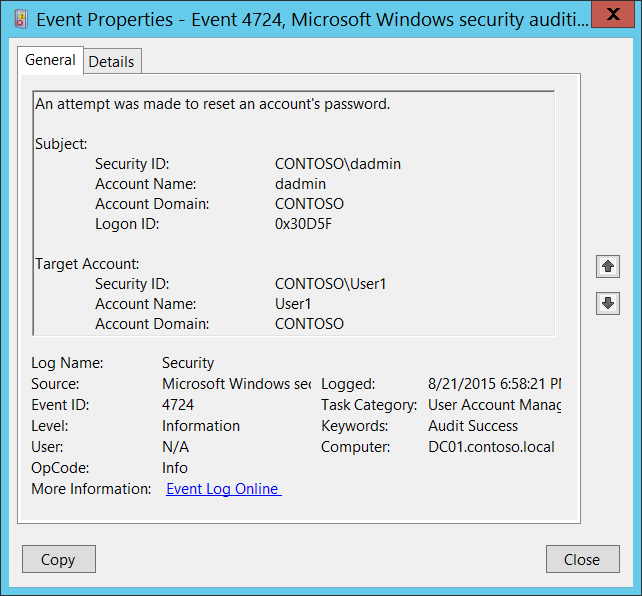 Event Properties - Event 4724, Microsoft Windows security auditi...
X
General
Details
An attempt was made to reset an account's password.
Subject:
Security ID: CONTOSO\dadmin
Account Name: dadmin
Account Domain: CONTOSO
Logon ID: 0x30D5F
Target Account:
Security ID: CONTOSO\User1
Account Name: User1
Account Domain: CONTOSO
Log Name: Security
Source: Microsoft Windows sec Logged: 8/21/2015 6:58:21 PM
Event ID: 4724 Task Category: User Account Manag
Level: Information Keywords: Audit Success
User: N/A Computer: DC01.contoso.local
OpCode: Info
More Information: Event Log Online
Copy
Close